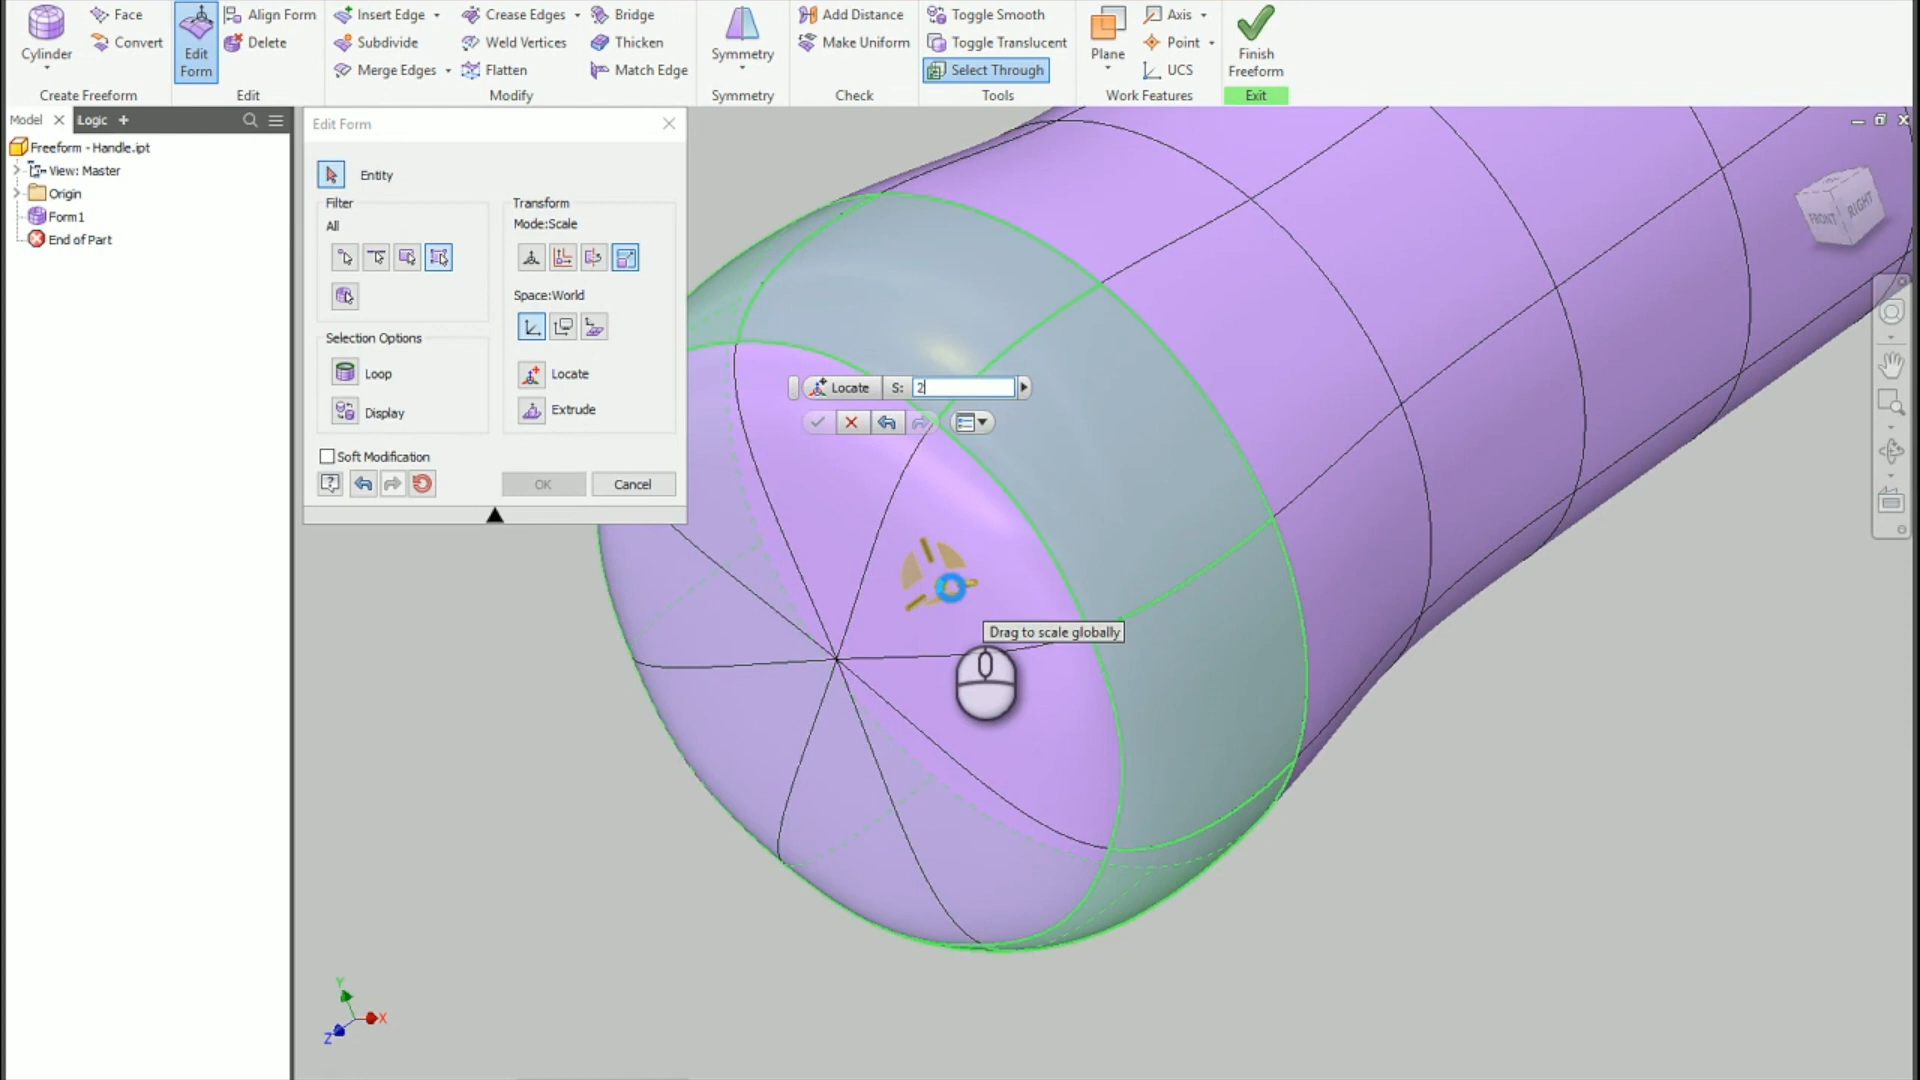 Cylinder
Face
Convert
Create Freeform
Edit
Form
Align Form
Delete
Edit
Insert Edge
Subdivide
Merge Edges
Crease Edges
Weld Vertices
Flatten
Bridge
Thicken
Match Edge
Modify
Symmetry
Symmetry
Add Distance
Make Uniform
Check
Toggle Smooth
Toggle Translucent
Select Through
Tools
Plane
Axis
Point
UCS
Work Features
Finish
Freeform
Exit
Model
iLogic
Freeform - Handle.ipt
View: Master
Origin
Form1
End of Part
Edit Form
Entity
Filter
All
Selection Options
Loop
Display
Transform
Mode:Scale
Space:World
Locate
Extrude
Soft Modification
OK
Cancel
Locate
S:
2
Drag to scale globally
FRONT
RIGHT
Y
X
Z